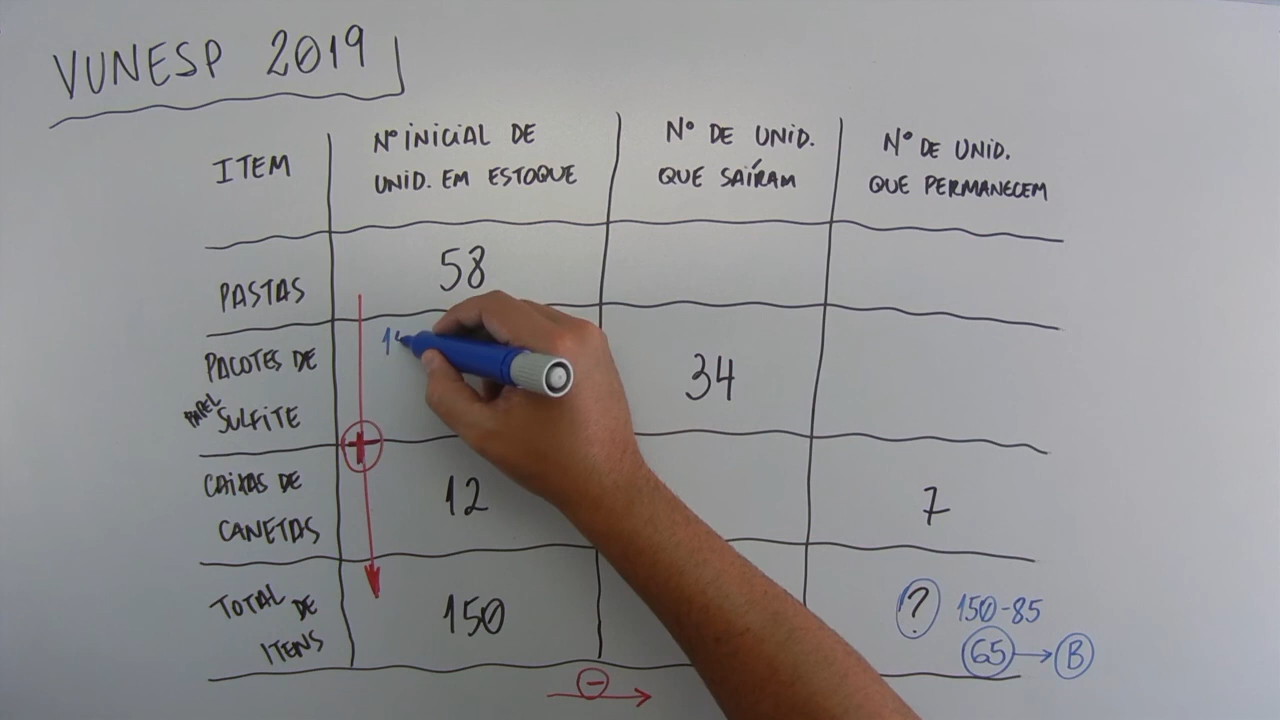 VUNESP 2019
ITEM
Nº INICIAL DE
UNID. EM ESTOQUE
Nº DE UNID.
QUE SAÍRAM
Nº DE UNID.
QUE PERMANECEM
PASTAS
58
PACOTES DE
PAPEL SULFITE
34
CAIXAS DE
CANETAS
12
7
TOTAL DE
ITENS
150
? 150-85
65 → B
+
−